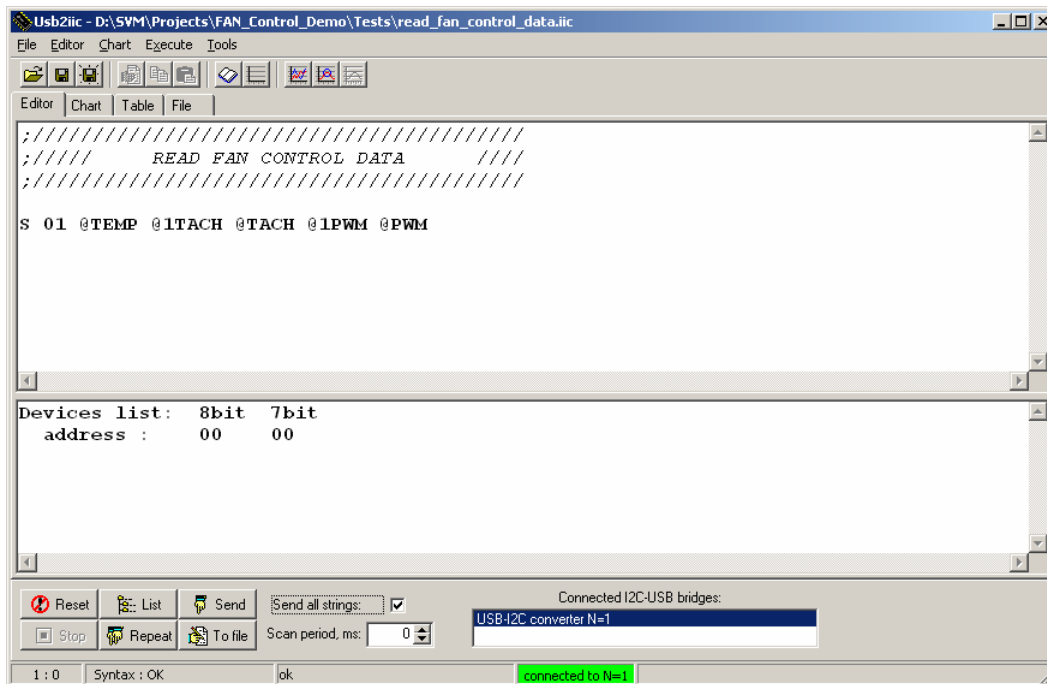 Usb2iic - D:\SVM\Projects\FAN_Control_Demo\Tests\read_fan_control_data.iic
File Editor Chart Execute Tools
Editor Chart Table File
;/////////////////////////////////////////
;///// READ FAN CONTROL DATA ////
;/////////////////////////////////////////
S 01 @TEMP @1TACH @TACH @1PWM @PWM
Devices list: 8bit 7bit
address : 00 00
Reset List Send Send all strings:
Connected I2C-USB bridges:
USB-I2C converter N=1
Stop Repeat To file Scan period, ms: 0
1 : 0 Syntax : OK ok connected to N=1